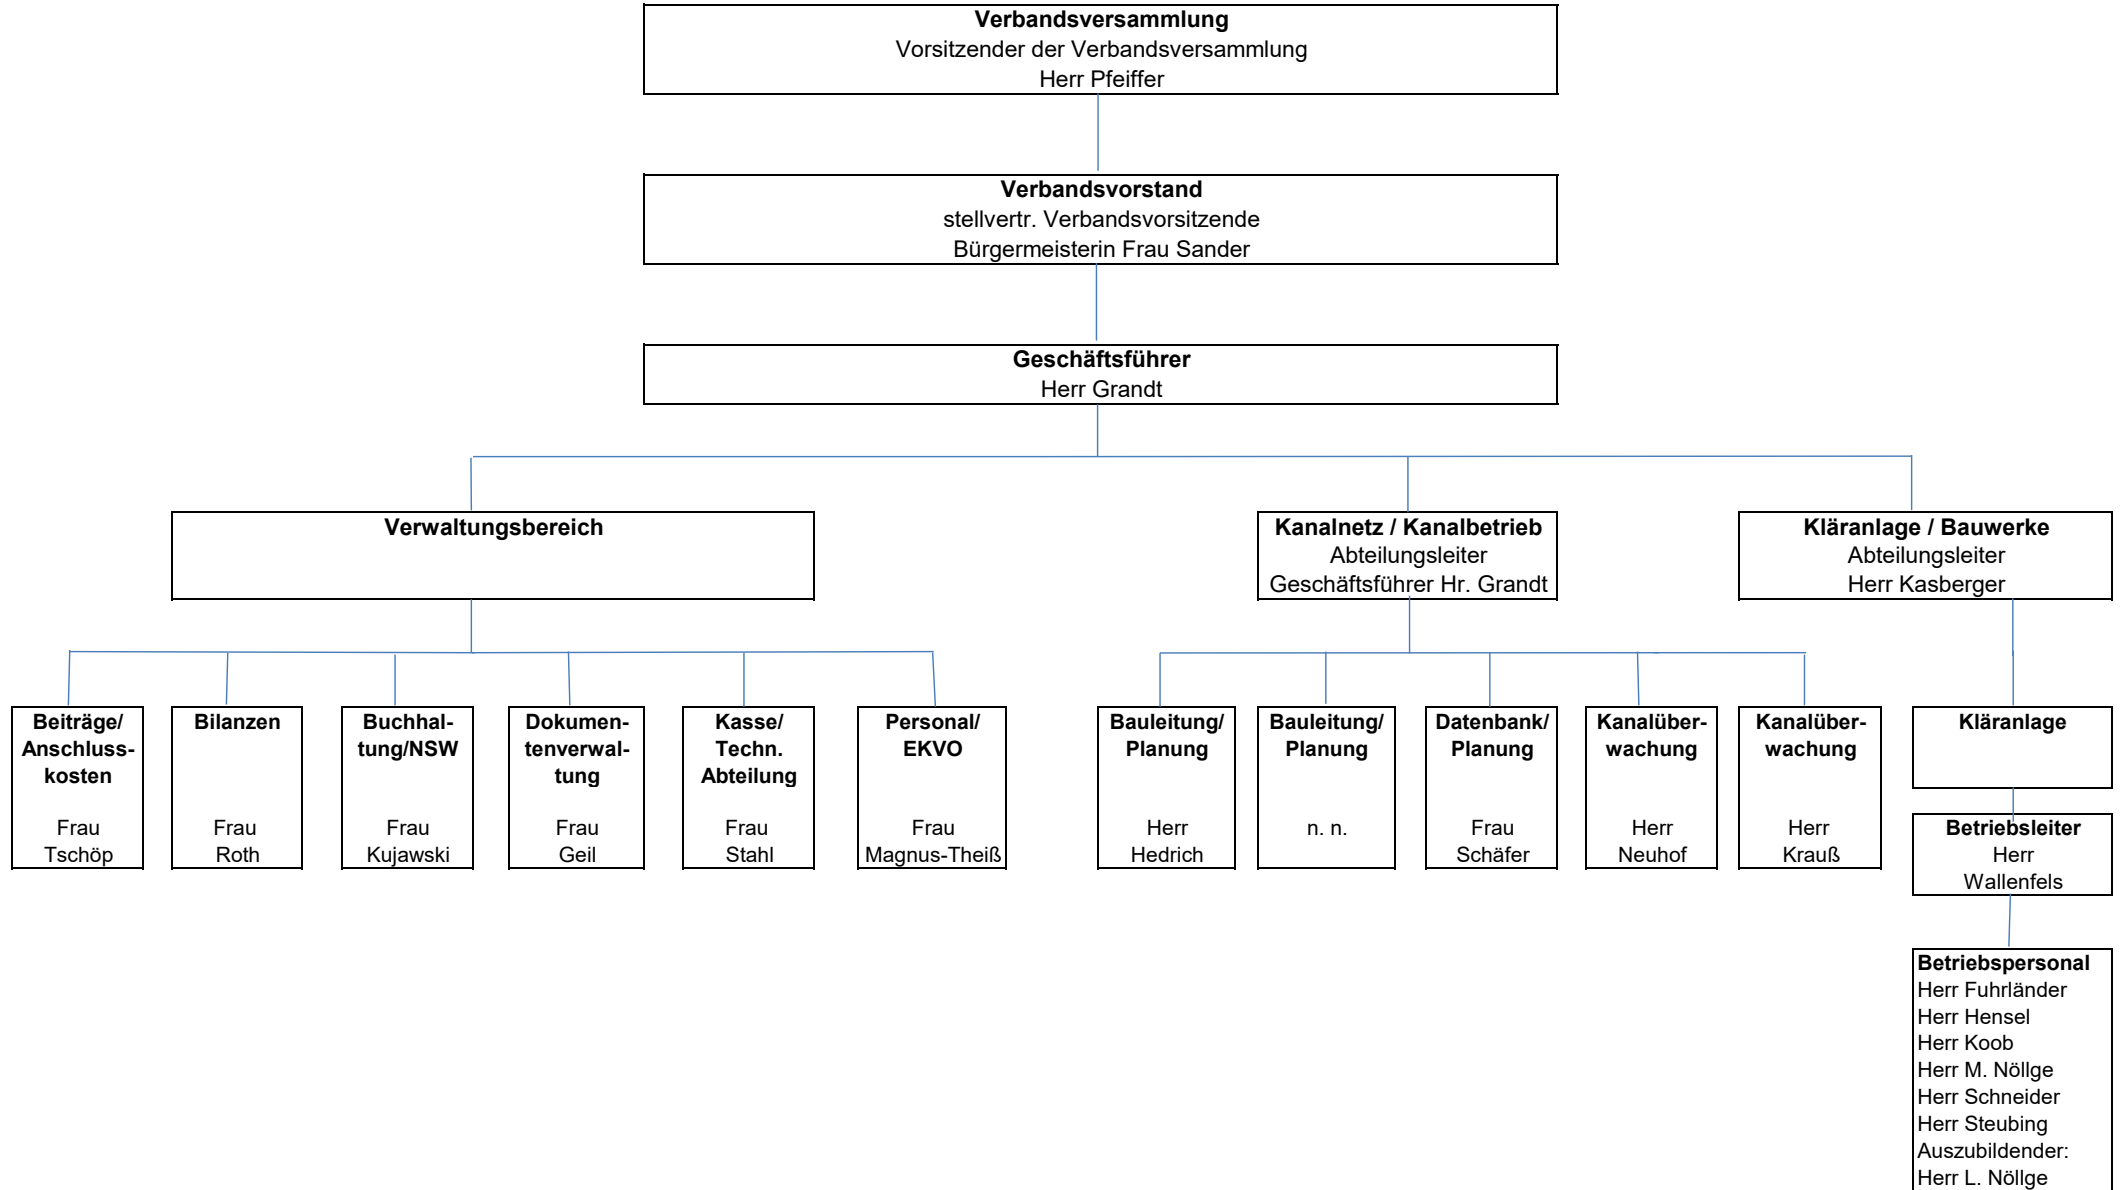 Verbandsversammlung
Vorsitzender der Verbandsversammlung
Herr Pfeiffer
Verbandsvorstand
stellvertr. Verbandsvorsitzende
Bürgermeisterin Frau Sander
Geschäftsführer
Herr Grandt
Verwaltungsbereich
Kanalnetz / Kanalbetrieb
Abteilungsleiter
Geschäftsführer Hr. Grandt
Kläranlage / Bauwerke
Abteilungsleiter
Herr Kasberger
Beiträge/
Anschluss-
kosten
Frau
Tschöp
Bilanzen
Frau
Roth
Buchhal-
tung/NSW
Frau
Kujawski
Dokumen-
tenverwal-
tung
Frau
Geil
Kasse/
Techn.
Abteilung
Frau
Stahl
Personal/
EKVO
Frau
Magnus-Theiß
Bauleitung/
Planung
Herr
Hedrich
Bauleitung/
Planung
n. n.
Datenbank/
Planung
Frau
Schäfer
Kanalüber-
wachung
Herr
Neuhof
Kanalüber-
wachung
Herr
Krauß
Kläranlage
Betriebsleiter
Herr
Wallenfels
Betriebspersonal
Herr Fuhrländer
Herr Hensel
Herr Koob
Herr M. Nöllge
Herr Schneider
Herr Steubing
Auszubildender:
Herr L. Nöllge